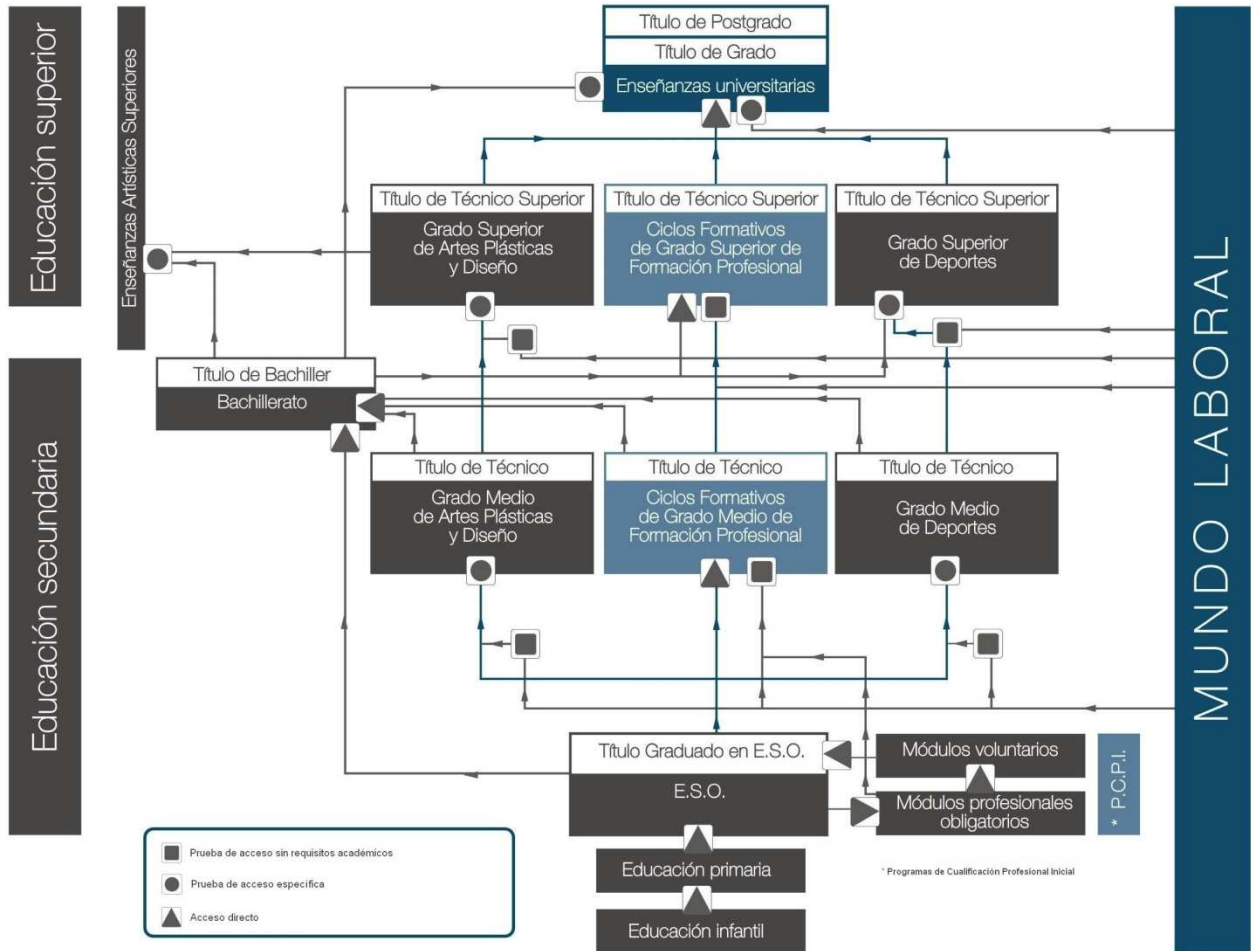 Educación superior
Enseñanzas Artísticas Superiores
Título de Postgrado
Título de Grado
Enseñanzas universitarias
Título de Técnico Superior
Grado Superior
de Artes Plásticas
y Diseño
Título de Técnico Superior
Ciclos Formativos
de Grado Superior de
Formación Profesional
Título de Técnico Superior
Grado Superior
de Deportes
MUNDO LABORAL
Educación secundaria
Título de Bachiller
Bachillerato
Título de Técnico
Grado Medio
de Artes Plásticas
y Diseño
Título de Técnico
Ciclos Formativos
de Grado Medio de
Formación Profesional
Título de Técnico
Grado Medio
de Deportes
Título Graduado en E.S.O.
E.S.O.
Módulos voluntarios
Módulos profesionales
obligatorios
* P.C.P.I.
Educación primaria
Educación infantil
* Programas de Cualificación Profesional Inicial
Prueba de acceso sin requisitos académicos
Prueba de acceso específica
Acceso directo